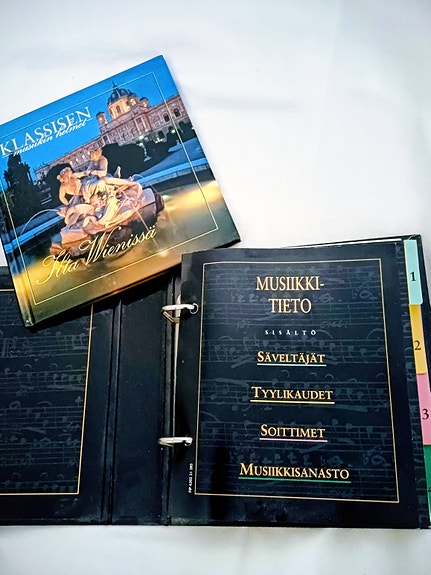 KLASSISEN
musiikin helmet
Ilta Wienissä
MUSIIKKI-
TIETO
SISÄLTÖ
SÄVELTÄJÄT
TYYLIKAUDET
SOITTIMET
MUSIIKKISANASTO
1
2
3